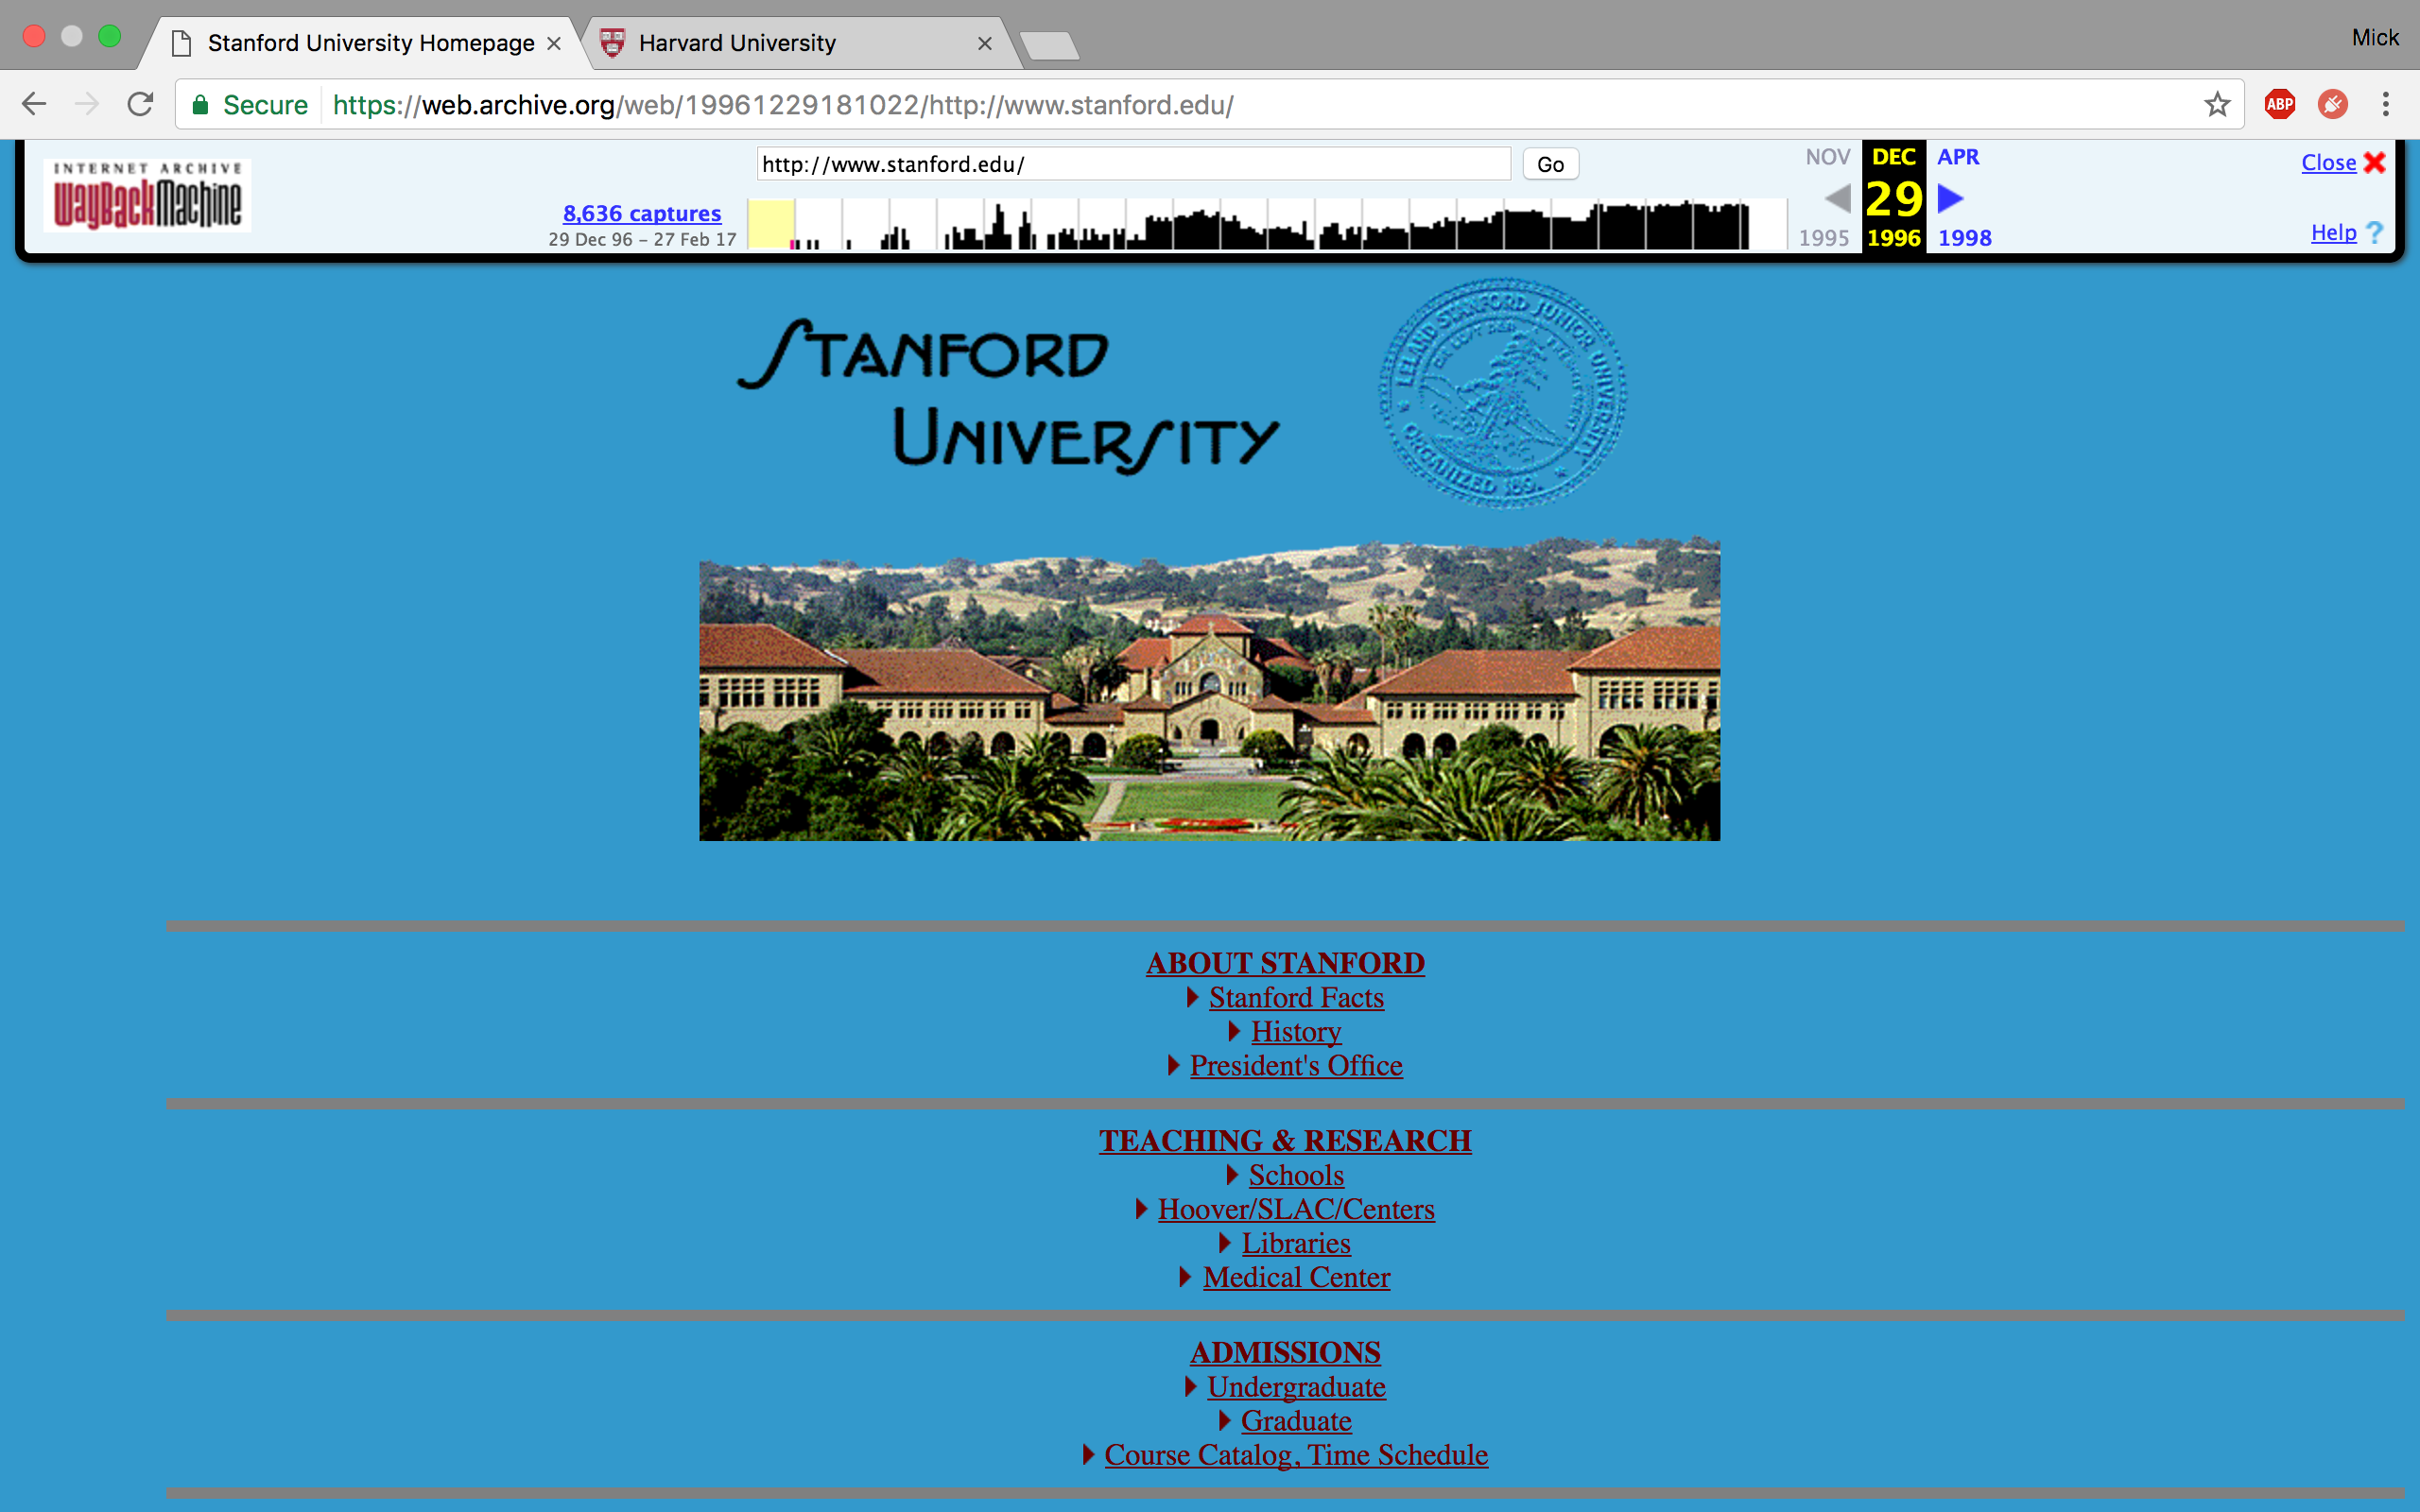 Stanford University Homepage
Harvard University
Mick
Secure https://web.archive.org/web/19961229181022/http://www.stanford.edu/
ABP
INTERNET ARCHIVE
WayBackMachine
http://www.stanford.edu/ Go
8,636 captures
29 Dec 96 – 27 Feb 17
NOV DEC APR
29
1995 1996 1998
Close
Help ?
STANFORD
UNIVERSITY
LELAND STANFORD JUNIOR UNIVERSITY
ORGANIZED 1891
ABOUT STANFORD
Stanford Facts
History
President's Office
TEACHING & RESEARCH
Schools
Hoover/SLAC/Centers
Libraries
Medical Center
ADMISSIONS
Undergraduate
Graduate
Course Catalog, Time Schedule